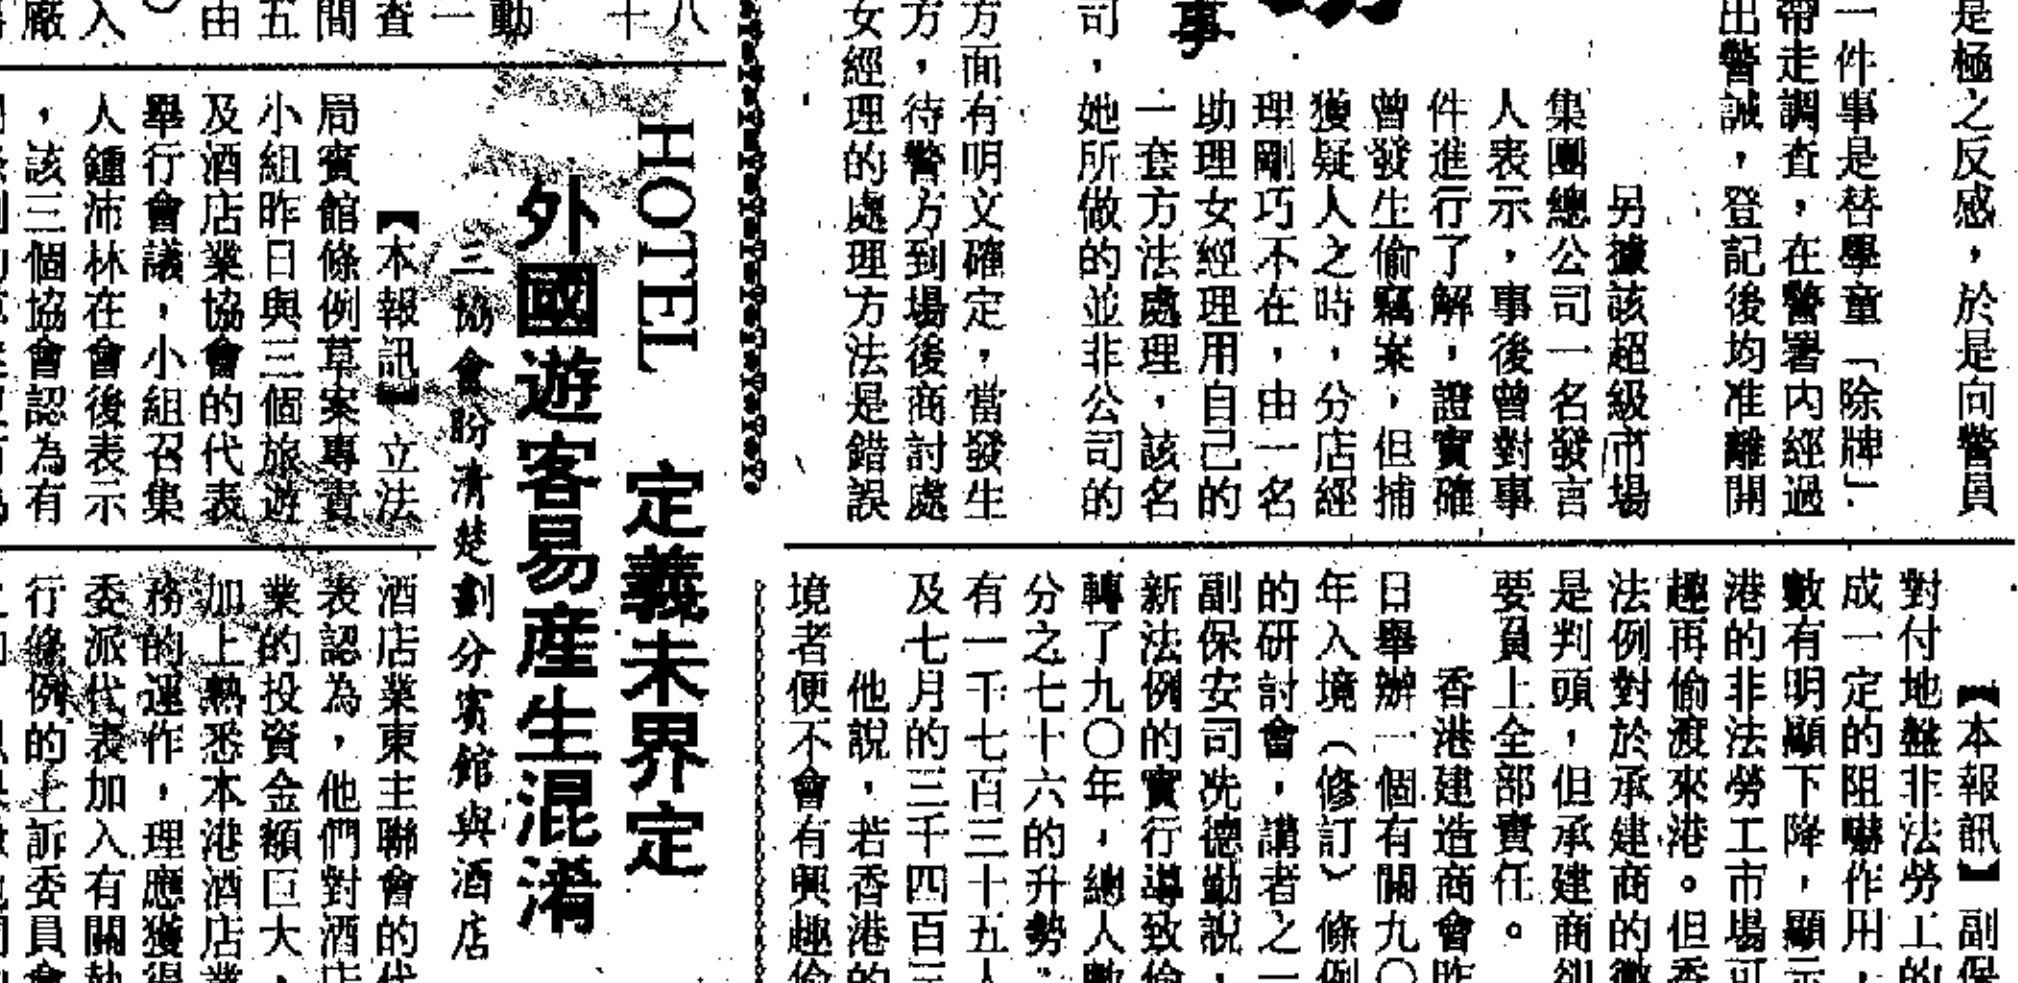 是極之反感，於是向警員
一件事是替學童「除牌」
帶走調查，在警署內經過
出警誡，登記後均准離開
另據該超級市場
集團總公司一名發言
人表示，事後曾對事
件進行了解，證實確
曾發生偷竊案，但捕
獲疑人之時，分店經
理剛巧不在，由一名
助理女經理用自己的
一套方法處理，該名
事
司，她所做的並非公司的
方面有明文確定，當發生
方，待警方到場後商討處
女經理的處理方法是錯誤
【本報訊】副保
對付地盤非法勞工的
成一定的阻嚇作用，
數有明顯下降，顯示
港的非法勞工市場可
趣再偷渡來港。但香
法例對於承建商的
是判頭，但承建商卻
要負上全部責任。
香港建造商會昨
日舉辦一個有關九〇
年入境（修訂）條例
的研討會，講者之一
副保安司冼德勤說，
新法例的實行導致偷
轉了九〇年，總人數
分之七十六的升勢。
有一千七百三十五人
及七月的三千四百三
他說，若香港的
境者便不會有興趣偷
八
十
動
一
查
間
五
由
入
廠
HOTEL 定義未界定
外國遊客易產生混淆
三協會盼清楚劃分賓館與酒店
【本報訊】立法
局賓館條例草案專責
小組昨日與三個旅遊
及酒店業協會的代表
舉行會議，小組召集
人鍾沛林在會後表示
，該三個協會認為有
酒店業東主聯會的代
表認為，他們對酒店
業的投資金額巨大，
加上熟悉本港酒店業
務的運作，理應獲得
委派代表加入有關執
行條例的上訴委員會